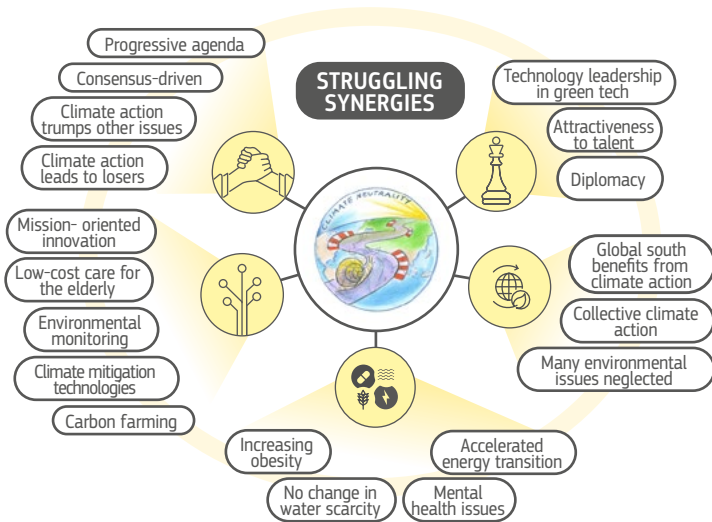 STRUGGLING
SYNERGIES
Progressive agenda
Consensus-driven
Climate action
trumps other issues
Climate action
leads to losers
Technology leadership
in green tech
Attractiveness
to talent
Diplomacy
CLIMATE NEUTRALITY
Mission- oriented
innovation
Low-cost care for
the elderly
Environmental
monitoring
Climate mitigation
technologies
Carbon farming
Global south
benefits from
climate action
Collective climate
action
Many environmental
issues neglected
Increasing
obesity
No change in
water scarcity
Accelerated
energy transition
Mental
health issues